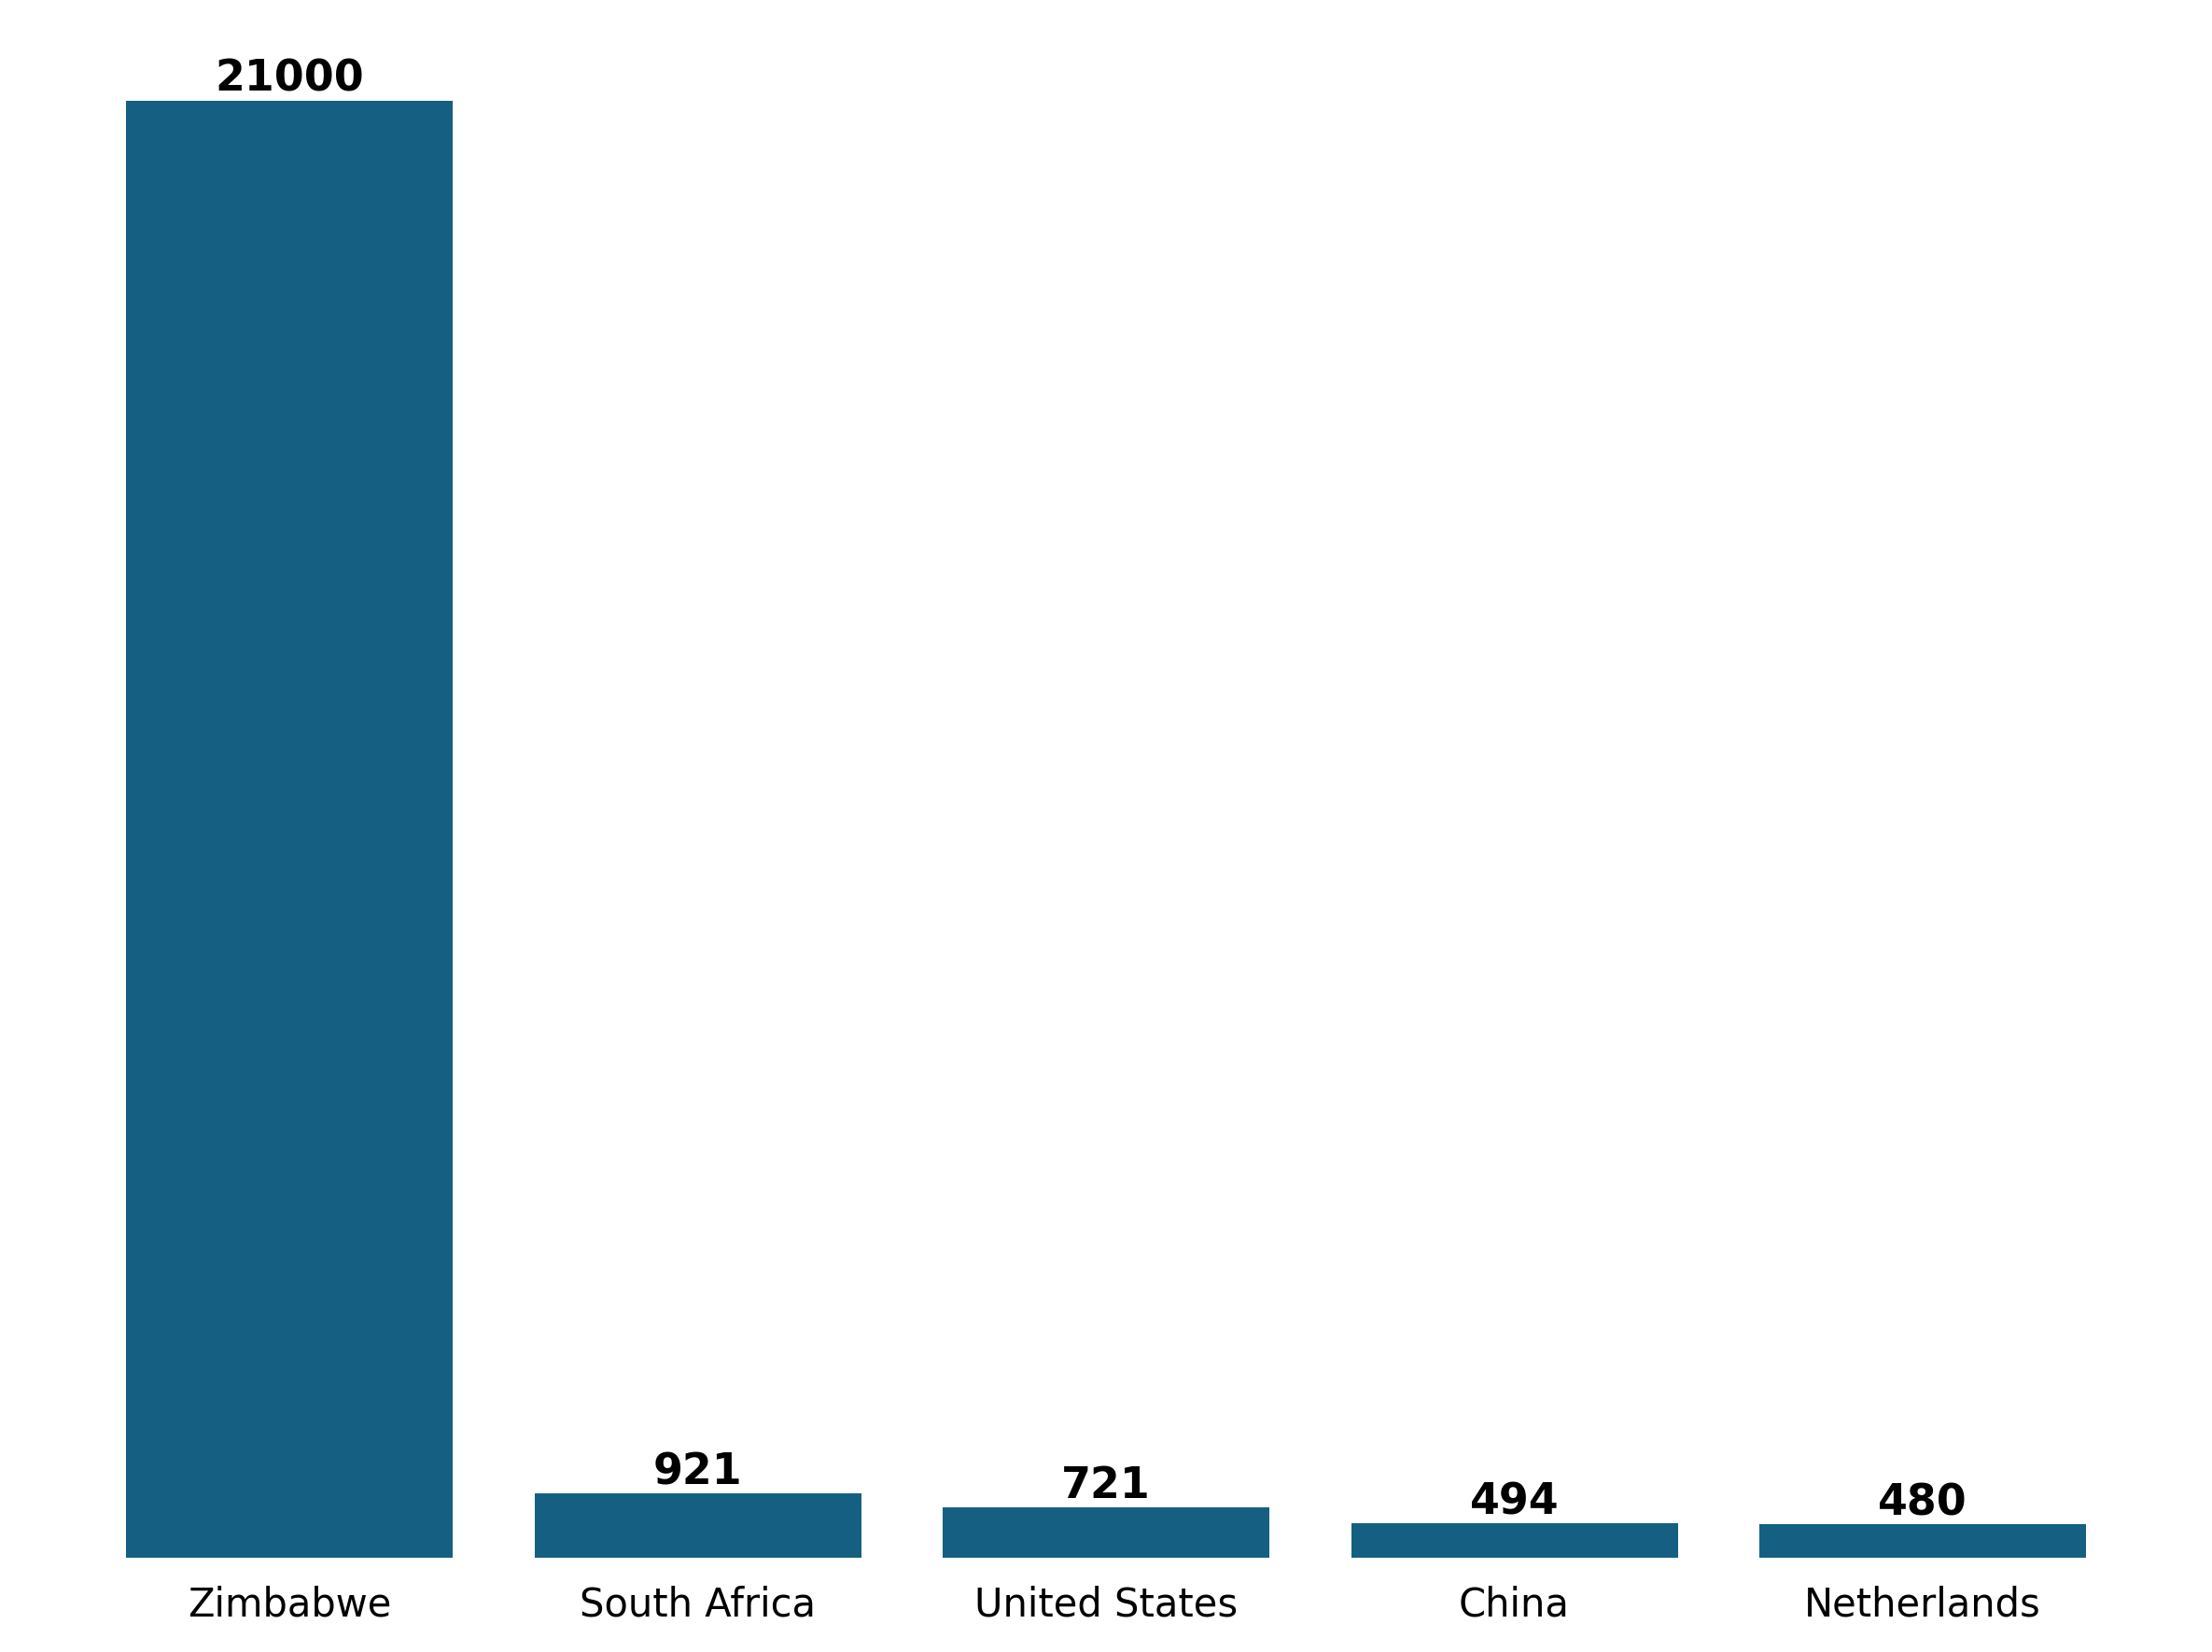 21000
921
721
494
480
Zimbabwe
South Africa
United States
China
Netherlands